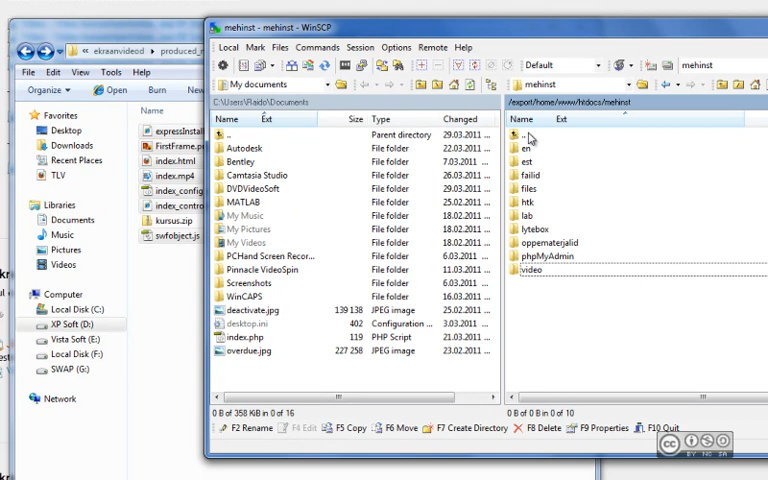 mehinst - mehinst - WinSCP
Local Mark Files Commands Session Options Remote Help
Default mehinst
My documents mehinst
C:\Users\Raido\Documents /export/home/www/htdocs/mehinst
Name Ext Size Type Changed Name Ext
.. Parent directory 29.03.2011 ... ..
Autodesk File folder 22.03.2011 ... en
Bentley File folder 7.03.2011 ... est
Camtasia Studio File folder 26.03.2011 ... failid
DVDVideoSoft File folder 29.03.2011 ... files
MATLAB File folder 25.02.2011 ... htk
My Music File folder 18.02.2011 ... lab
My Pictures File folder 18.02.2011 ... lytebox
My Videos File folder 18.02.2011 ... oppematerjalid
PCHand Screen Recor... File folder 6.03.2011 ... phpMyAdmin
Pinnacle VideoSpin File folder 11.03.2011 ... video
Screenshots File folder 29.03.2011 ...
WinCAPS File folder 16.03.2011 ...
deactivate.jpg 139 138 JPEG image 25.02.2011 ...
desktop.ini 402 Configuration ... 3.03.2011 ...
index.php 119 PHP Script 21.03.2011 ...
overdue.jpg 227 258 JPEG image 23.02.2011 ...
0 B of 358 KiB in 0 of 16 0 B of 0 B in 0 of 10
F2 Rename F4 Edit F5 Copy F6 Move F7 Create Directory F8 Delete F9 Properties F10 Quit
ekraanvideod
File Edit View Tools Help
Organize Open Burn
Name
Favorites
Desktop
Downloads
Recent Places
TLV
Libraries
Documents
Music
Pictures
Videos
Computer
Local Disk (C:)
XP Soft (D:)
Vista Soft (E:)
Local Disk (F:)
SWAP (G:)
Network
expressInstall
FirstFrame.p
index.html
index.mp4
index_config
index_contro
kursus.zip
swfobject.js
cc
BY NC SA